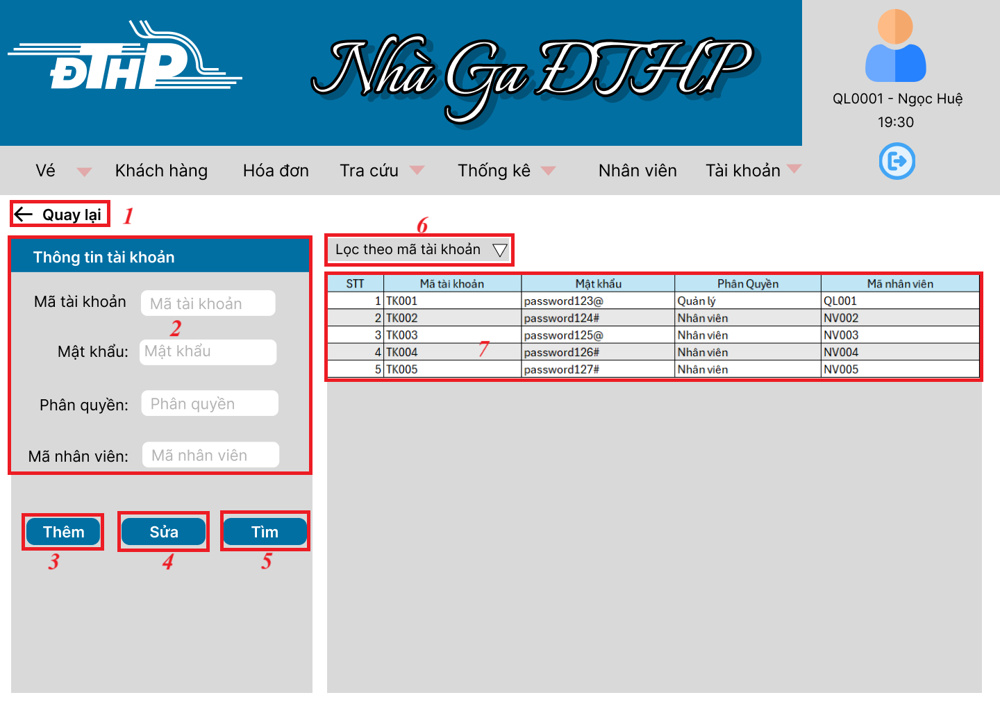 ĐTHP
Nhà Ga ĐTHP
QL0001 - Ngọc Huệ
19:30
Vé Khách hàng Hóa đơn Tra cứu Thống kê Nhân viên Tài khoản
Quay lại 1
Thông tin tài khoản
Mã tài khoản Mã tài khoản
2
Mật khẩu: Mật khẩu
Phân quyền: Phân quyền
Mã nhân viên: Mã nhân viên
Thêm Sửa Tìm
3 4 5
6
Lọc theo mã tài khoản
STT Mã tài khoản Mật khẩu Phân Quyền Mã nhân viên
1 TK001 password123@ Quản lý QL001
2 TK002 password124# Nhân viên NV002
3 TK003 password125@ Nhân viên NV003
7
4 TK004 password126# Nhân viên NV004
5 TK005 password127# Nhân viên NV005